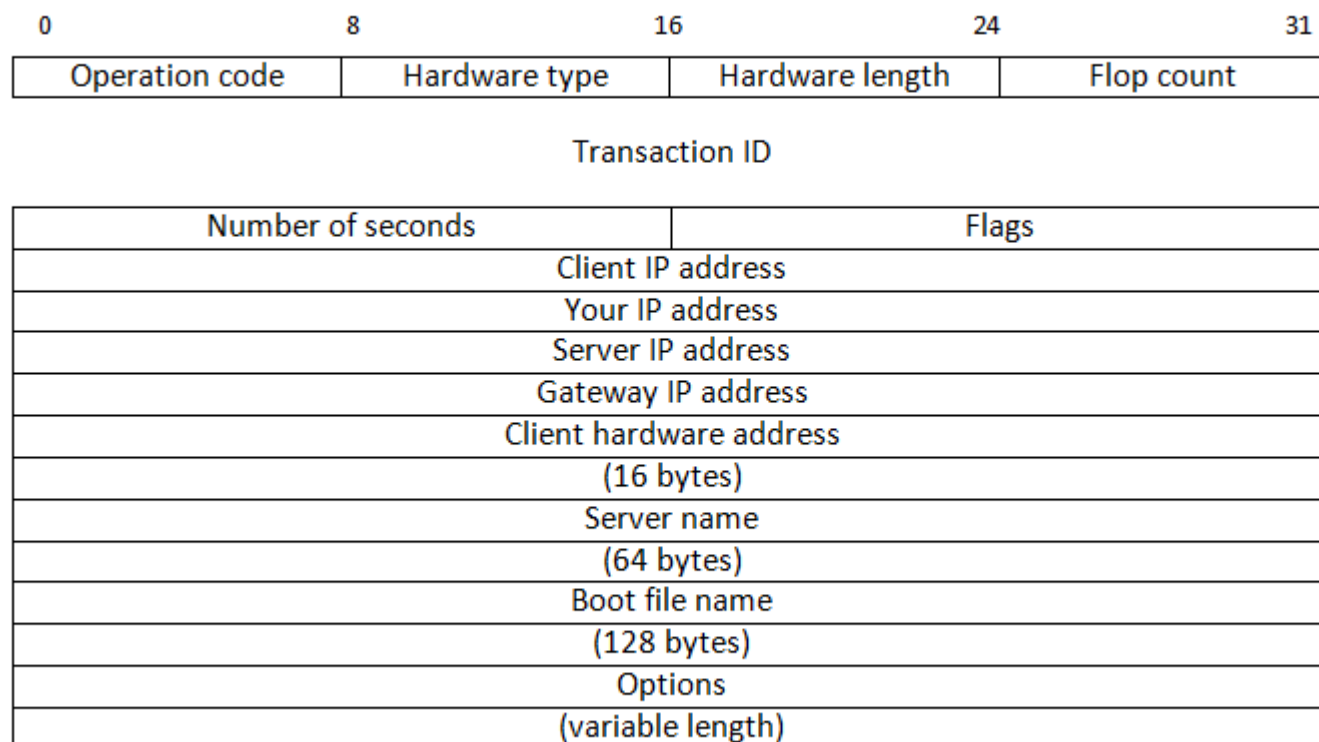 0 8 16 24 31
Operation code Hardware type Hardware length Flop count
Transaction ID
Number of seconds Flags
Client IP address
Your IP address
Server IP address
Gateway IP address
Client hardware address
(16 bytes)
Server name
(64 bytes)
Boot file name
(128 bytes)
Options
(variable length)